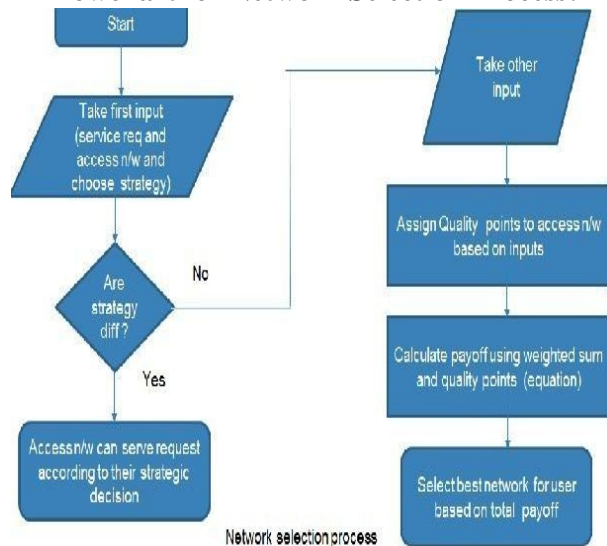 Start
Take first input
(service req and
access n/w and
choose strategy)
Are
strategy
diff ?
No
Yes
Access n/w can serve request
according to their strategic
decision
Take other
input
Assign Quality points to access n/w
based on inputs
Calculate payoff using weighted sum
and quality points (equation)
Select best network for user
based on total payoff
Network selection process